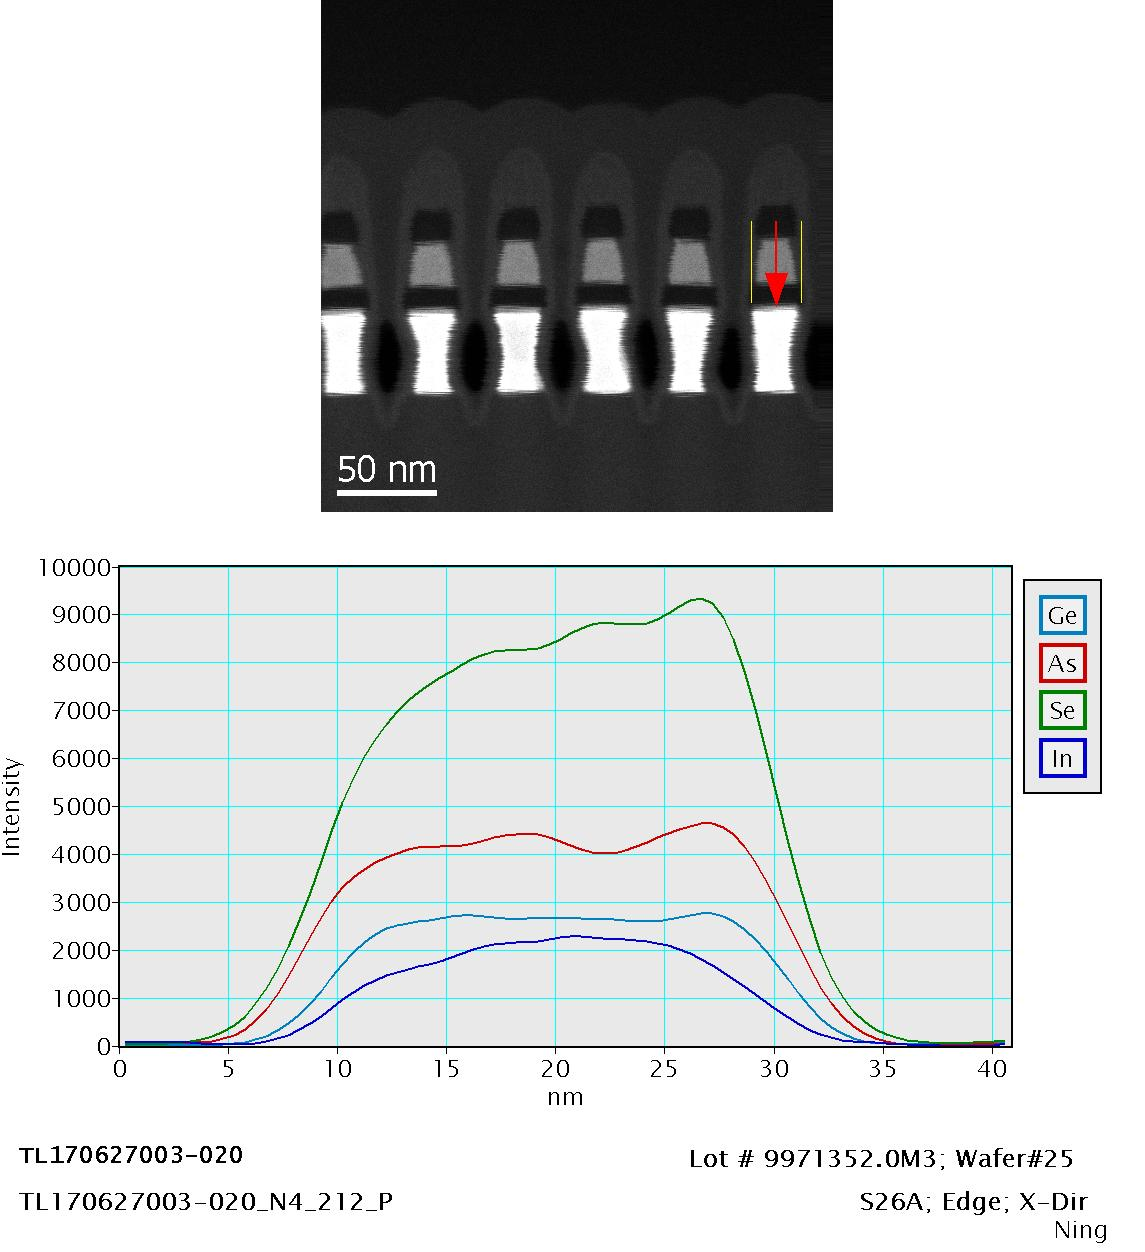 50 nm
10000
9000
8000
7000
6000
5000
4000
3000
2000
1000
0
Intensity
0 5 10 15 20 25 30 35 40
nm
Ge
As
Se
In
TL170627003-020
Lot # 9971352.0M3; Wafer#25
TL170627003-020_N4_212_P
S26A; Edge; X-Dir
Ning